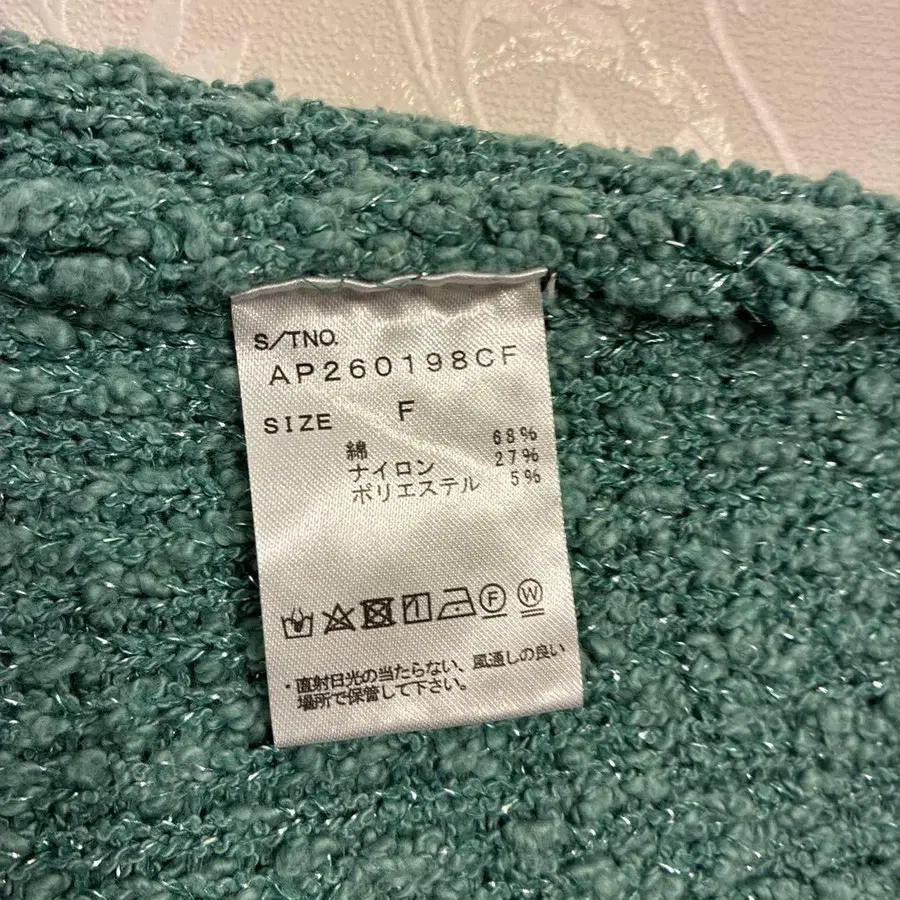 S/TNO.
AP260198CF
SIZE F
綿 68%
ナイロン 27%
ポリエステル 5%
F W
・直射日光の当たらない、風通しの良い
場所で保管して下さい。